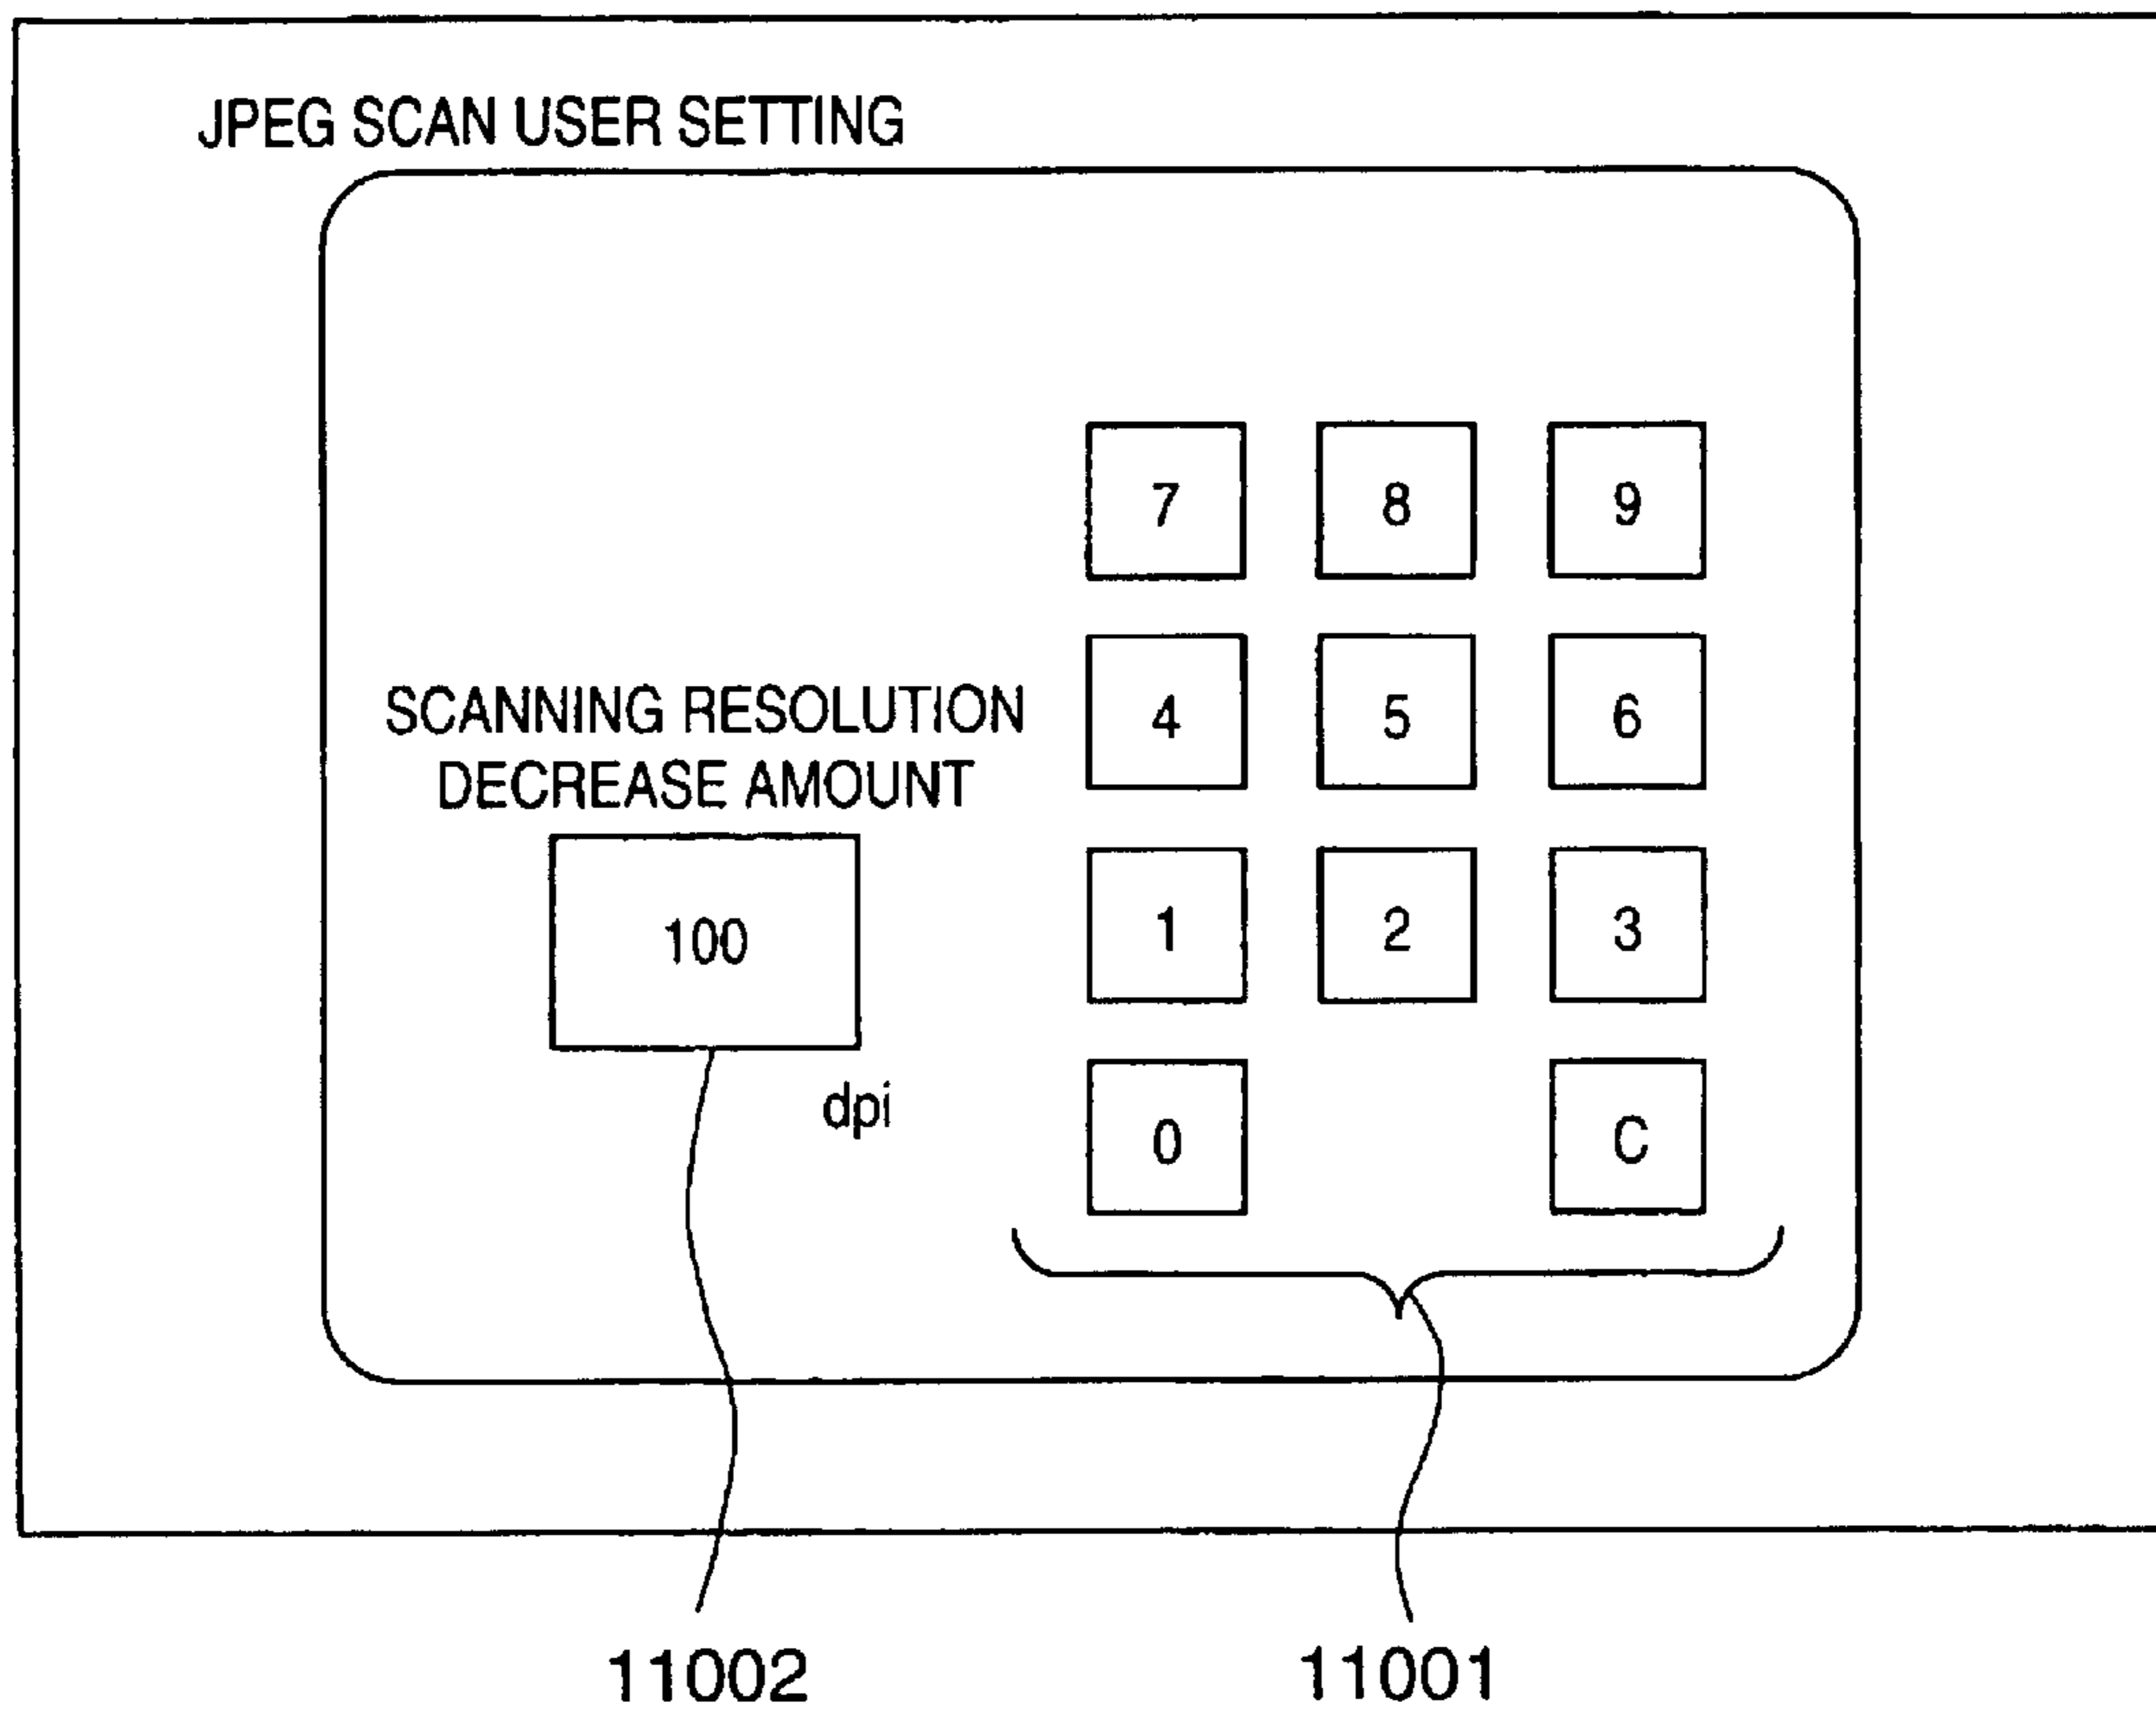 JPEG SCAN USER SETTING
7 8 9
SCANNING RESOLUTION
DECREASE AMOUNT
4 5 6
100
1 2 3
dpi
0 C
11002 11001